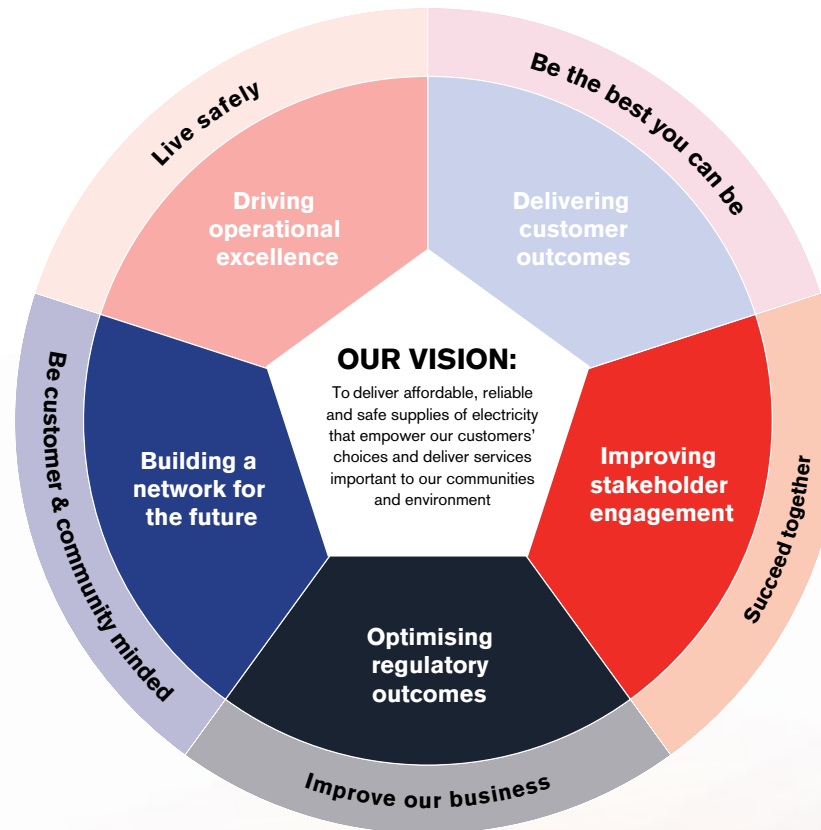 Live safely
Be the best you can be
Driving
operational
excellence
Delivering
customer
outcomes
OUR VISION:
To deliver affordable, reliable
and safe supplies of electricity
that empower our customers’
choices and deliver services
important to our communities
and environment
Be customer & community minded
Building a
network for
the future
Improving
stakeholder
engagement
Succeed together
Optimising
regulatory
outcomes
Improve our business